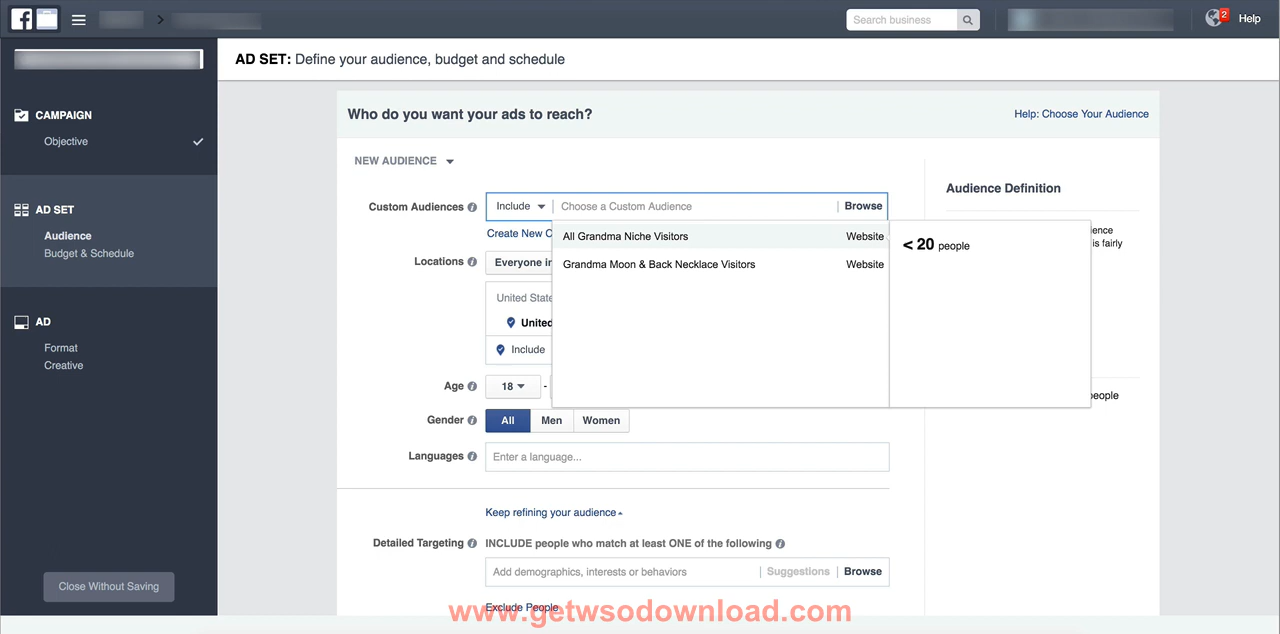 Search business
2
Help
AD SET: Define your audience, budget and schedule
CAMPAIGN
Objective
AD SET
Audience
Budget & Schedule
AD
Format
Creative
Close Without Saving
Who do you want your ads to reach?
Help: Choose Your Audience
NEW AUDIENCE
Custom Audiences
Include
Choose a Custom Audience
Browse
Create New C
All Grandma Niche Visitors
Website
Grandma Moon & Back Necklace Visitors
Website
< 20 people
Locations
Everyone in
United State
United
Include
Age
18
-
Gender
All
Men
Women
Languages
Enter a language...
Keep refining your audience
Detailed Targeting
INCLUDE people who match at least ONE of the following
Add demographics, interests or behaviors
Suggestions
Browse
Exclude People
Audience Definition
ience
is fairly
people
www.getwsodownload.com